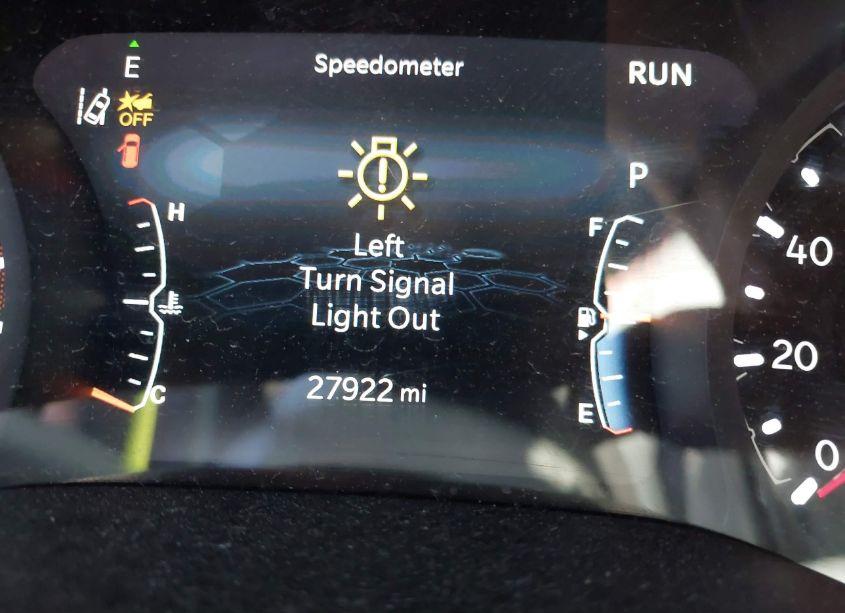 E
Speedometer
RUN
OFF
P
H
F
Left
Turn Signal
Light Out
C
E
27922 mi
40
20
0